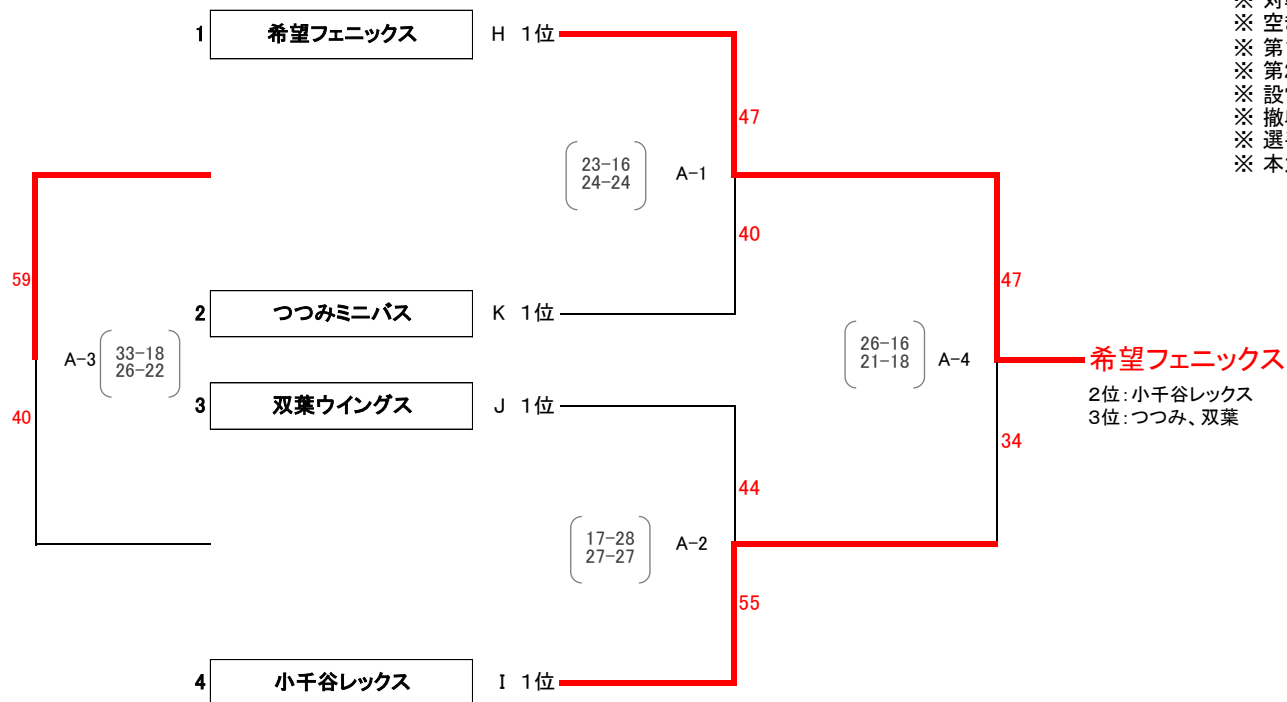 1 希望フェニックス H 1位
47
23-16
24-24
A-1
40
59
2 つつみミニバス K 1位
47
A-3
33-18
26-22
26-16
21-18
A-4
希望フェニックス
2位:小千谷レックス
3位:つつみ、双葉
3 双葉ウイングス J 1位
40
34
44
17-28
27-27
A-2
55
4 小千谷レックス I 1位
※
※ 空
※ 第
※ 第
※ 設
※ 撤
※ 選
※ 本